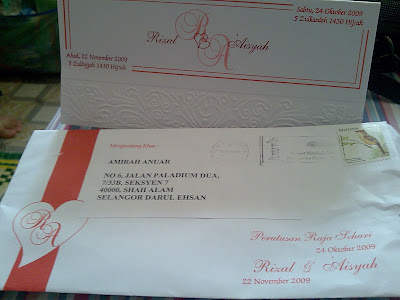 Sabtu, 24 Oktober 2009
5 Zulkaedah 1430 Hijrah
R A
Rizal & Aisyah
Ahad, 22 November 2009
5 Zulhijjah 1430 Hijrah
Mengundang Khas :
AMIRAH ANUAR
NO 6, JALAN PALADIUM DUA,
7/33B, SEKSYEN 7
40000, SHAH ALAM
SELANGOR DARUL EHSAN
R A
Perutusan Raja Sehari
24 Oktober 2009
Rizal & Aisyah
22 November 2009